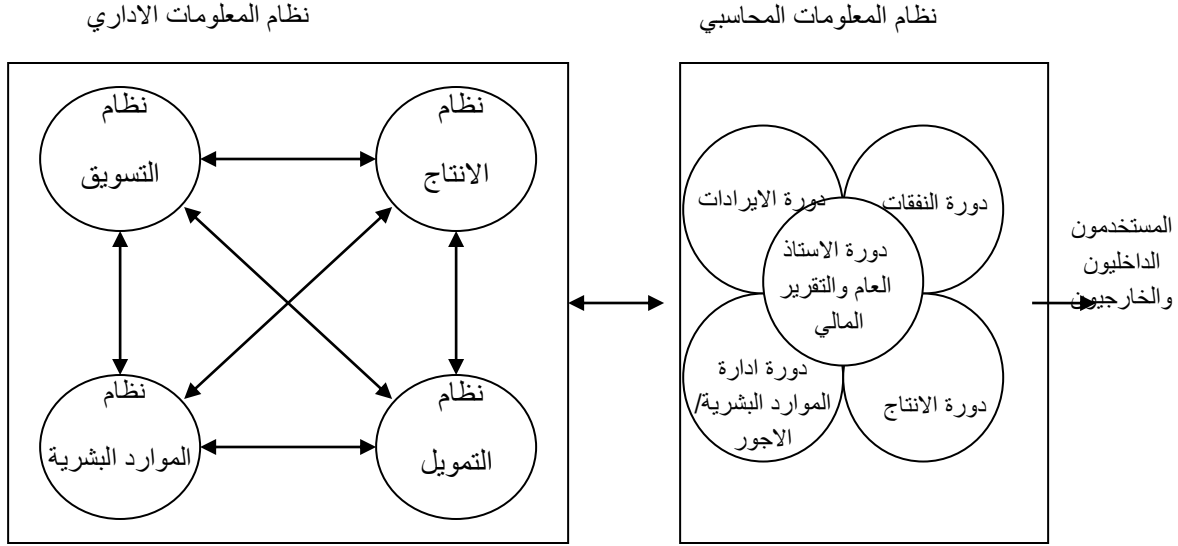 نظام المعلومات المحاسبي
نظام المعلومات الاداري
المستخدمون
الداخليون
والخارجيون
دورة النفقات
دورة الايرادات
دورة الاستاذ
العام والتقرير
المالي
دورة الانتاج
دورة ادارة
الموارد البشرية/
الاجور
نظام
الانتاج
نظام
التسويق
نظام
التمويل
نظام
الموارد البشرية